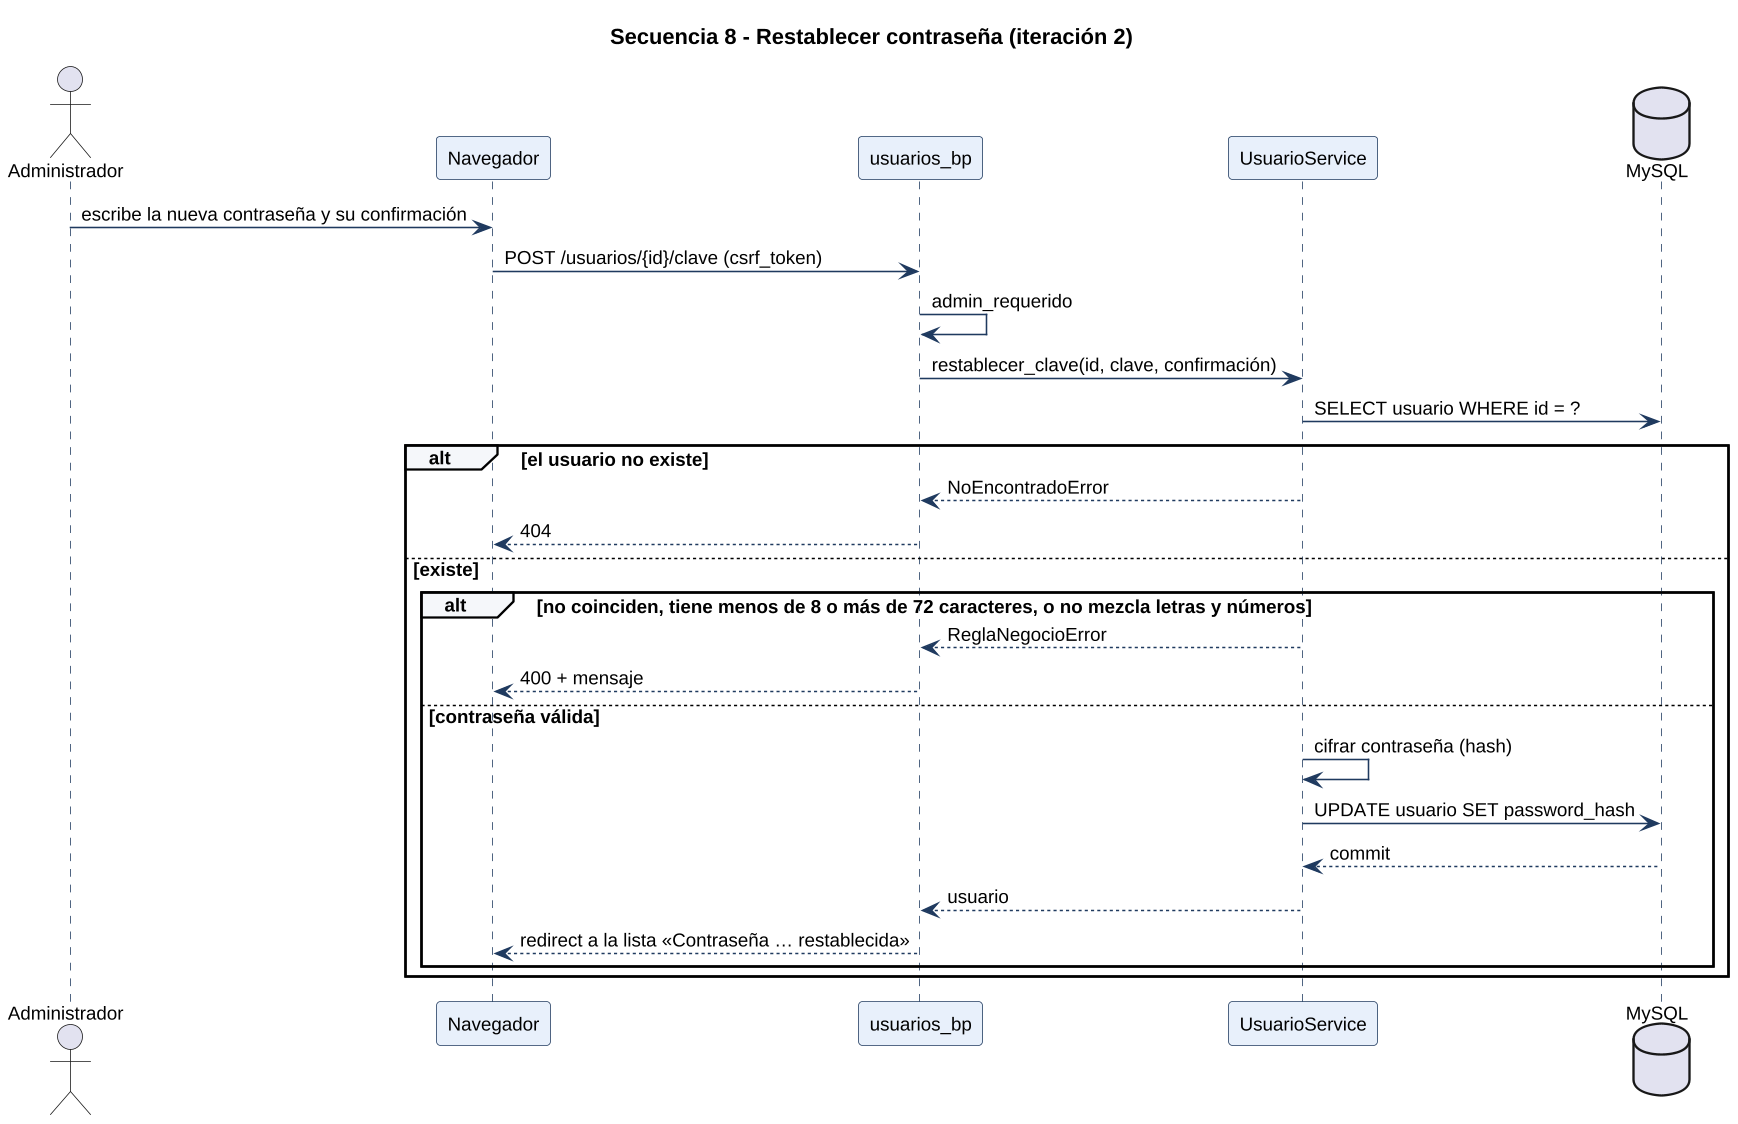 Secuencia 8 - Restablecer contraseña (iteración 2)
Administrador
Navegador
usuarios_bp
UsuarioService
MySQL
escribe la nueva contraseña y su confirmación
POST /usuarios/{id}/clave (csrf_token)
admin_requerido
restablecer_clave(id, clave, confirmación)
SELECT usuario WHERE id = ?
alt
[el usuario no existe]
NoEncontradoError
404
[existe]
alt
[no coinciden, tiene menos de 8 o más de 72 caracteres, o no mezcla letras y números]
ReglaNegocioError
400 + mensaje
[contraseña válida]
cifrar contraseña (hash)
UPDATE usuario SET password_hash
commit
usuario
redirect a la lista «Contraseña … restablecida»
Administrador
Navegador
usuarios_bp
UsuarioService
MySQL